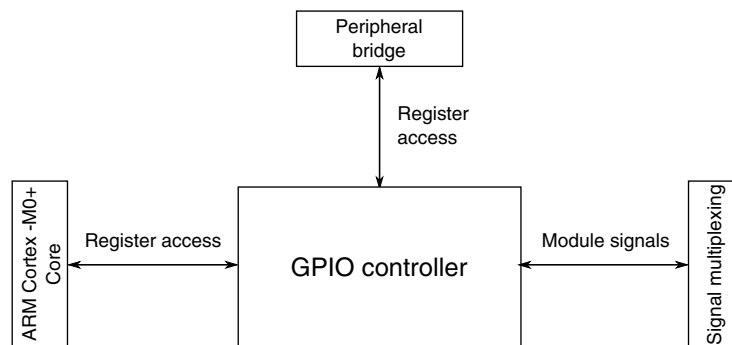 Peripheral
bridge
Register
access
ARM Cortex -M0+
Core
Register access
GPIO controller
Module signals
Signal multiplexing